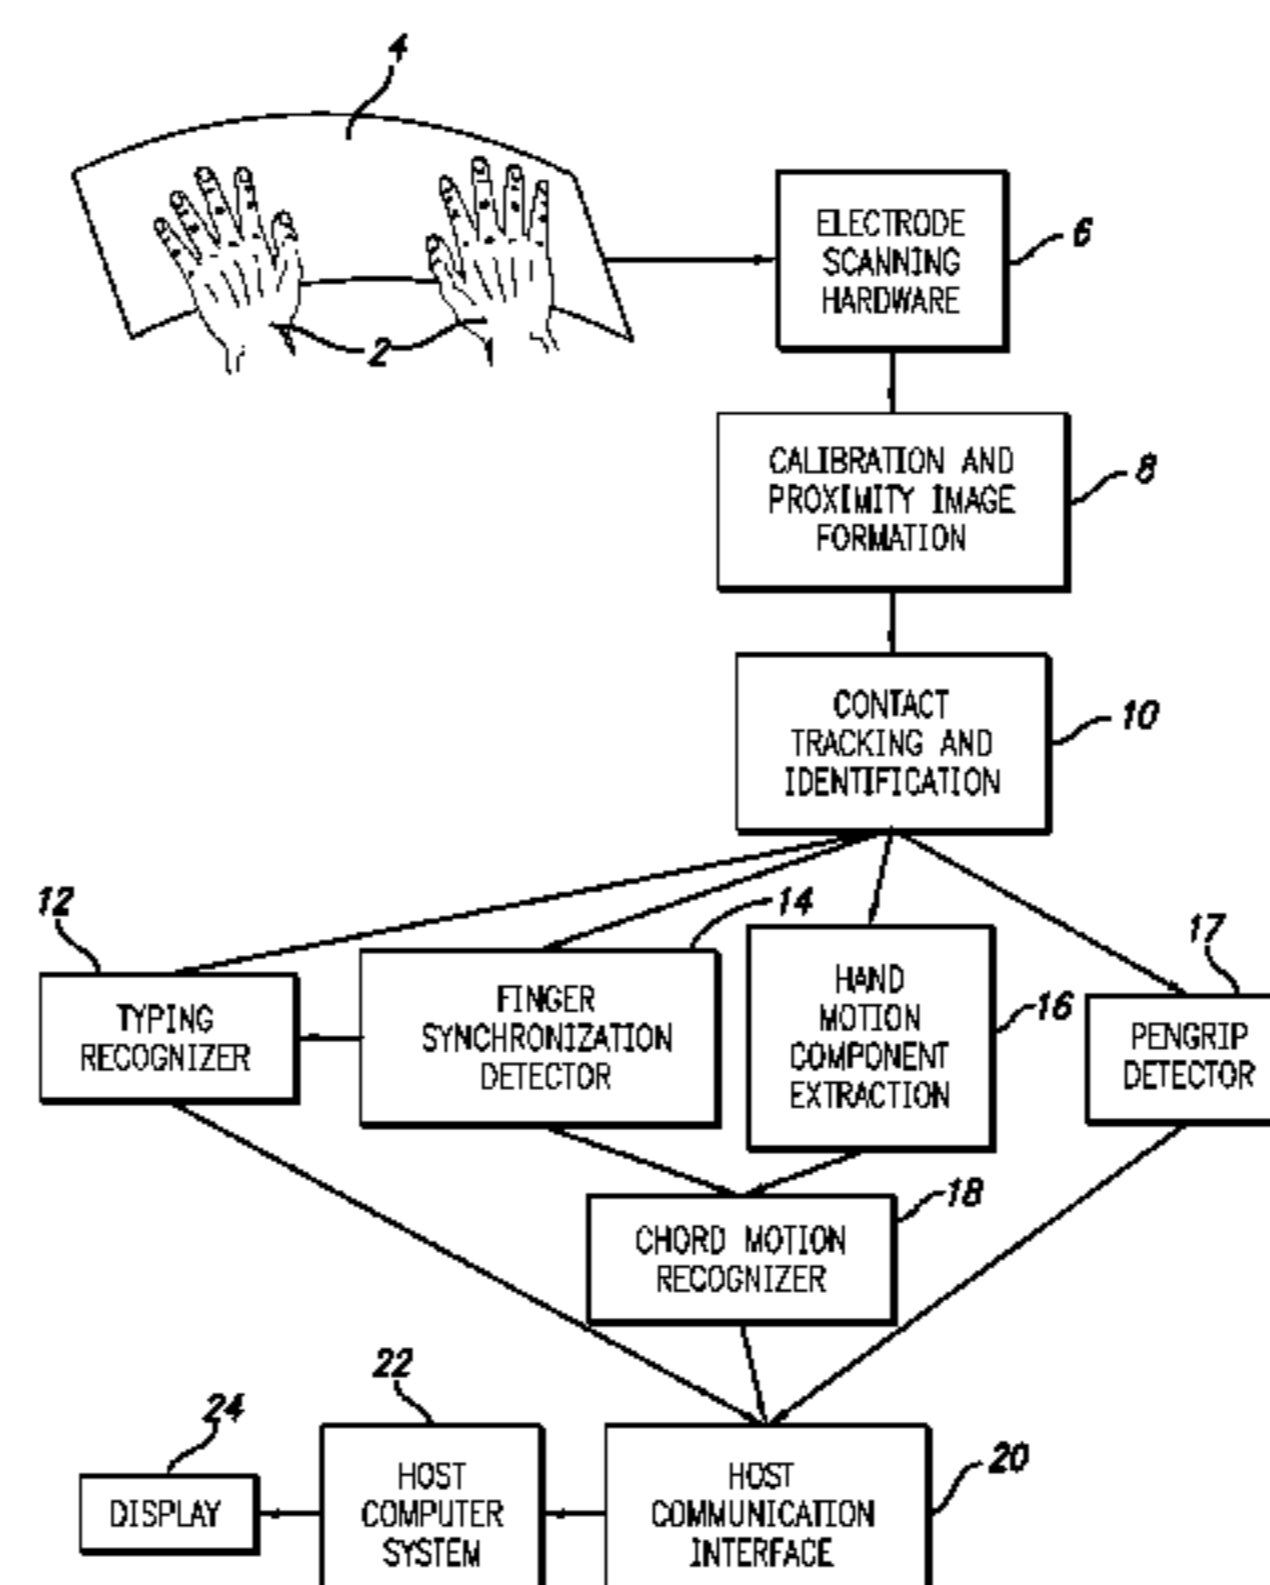 4
ELECTRODE
SCANNING
HARDWARE
6
2
CALIBRATION AND
PROXIMITY IMAGE
FORMATION
8
CONTACT
TRACKING AND
IDENTIFICATION
10
12
TYPING
RECOGNIZER
14
FINGER
SYNCHRONIZATION
DETECTOR
HAND
MOTION
COMPONENT
EXTRACTION
16
17
PENGRIP
DETECTOR
CHORD MOTION
RECOGNIZER
18
24
DISPLAY
22
HOST
COMPUTER
SYSTEM
HOST
COMMUNICATION
INTERFACE
20